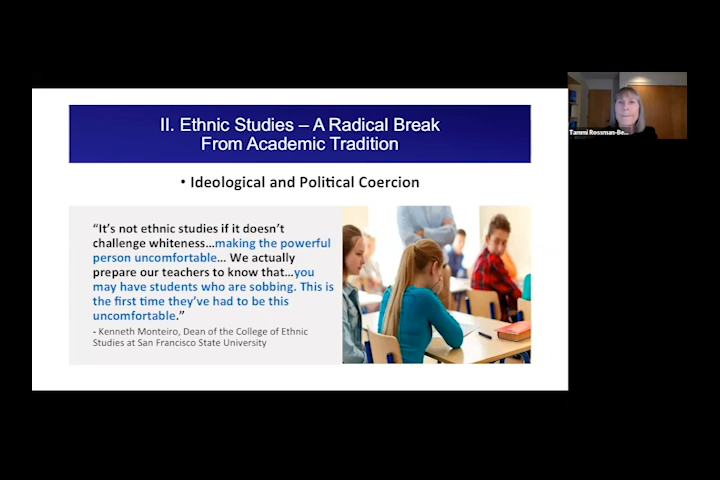 II. Ethnic Studies – A Radical Break
From Academic Tradition
• Ideological and Political Coercion
“It’s not ethnic studies if it doesn’t
challenge whiteness…making the powerful
person uncomfortable… We actually
prepare our teachers to know that…you
may have students who are sobbing. This is
the first time they’ve had to be this
uncomfortable.”
- Kenneth Monteiro, Dean of the College of Ethnic
Studies at San Francisco State University
Tammi Rossman-Be...